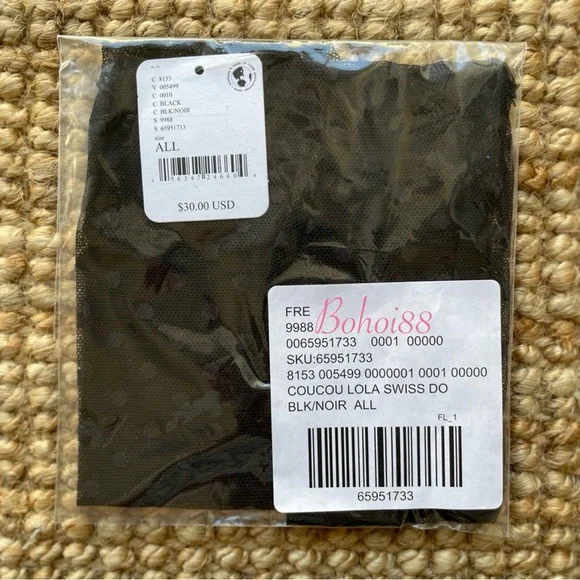 C 8153
V 005499
C 0010
C BLACK
C BLK/NOIR
S 9988
S 65951733
size
ALL
$30.00 USD
FRE
9988 Bohoi88
0065951733 0001 00000
SKU:65951733
8153 005499 0000001 0001 00000
COUCOU LOLA SWISS DO
BLK/NOIR ALL
FL_1
65951733